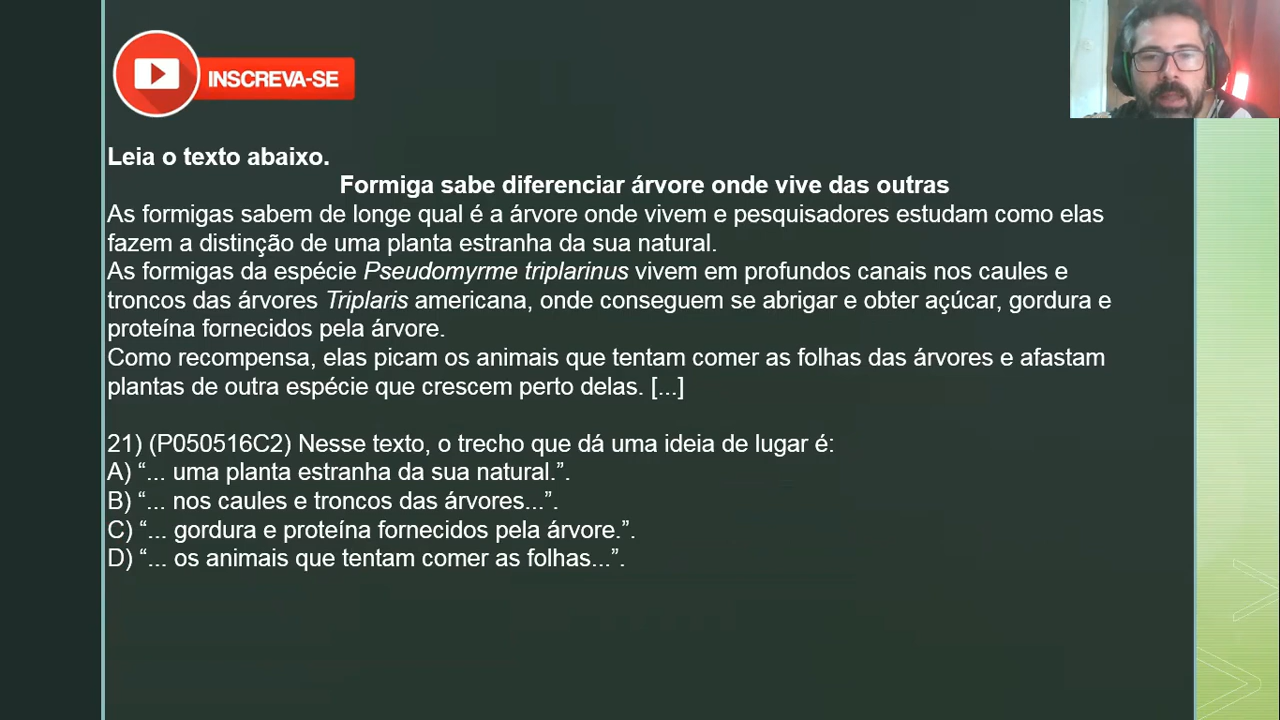 INSCREVA-SE
Leia o texto abaixo.
Formiga sabe diferenciar árvore onde vive das outras
As formigas sabem de longe qual é a árvore onde vivem e pesquisadores estudam como elas
fazem a distinção de uma planta estranha da sua natural.
As formigas da espécie Pseudomyrme triplarinus vivem em profundos canais nos caules e
troncos das árvores Triplaris americana, onde conseguem se abrigar e obter açúcar, gordura e
proteína fornecidos pela árvore.
Como recompensa, elas picam os animais que tentam comer as folhas das árvores e afastam
plantas de outra espécie que crescem perto delas. [...]
21) (P050516C2) Nesse texto, o trecho que dá uma ideia de lugar é:
A) “... uma planta estranha da sua natural.”.
B) “... nos caules e troncos das árvores...”.
C) “... gordura e proteína fornecidos pela árvore.”.
D) “... os animais que tentam comer as folhas...”.